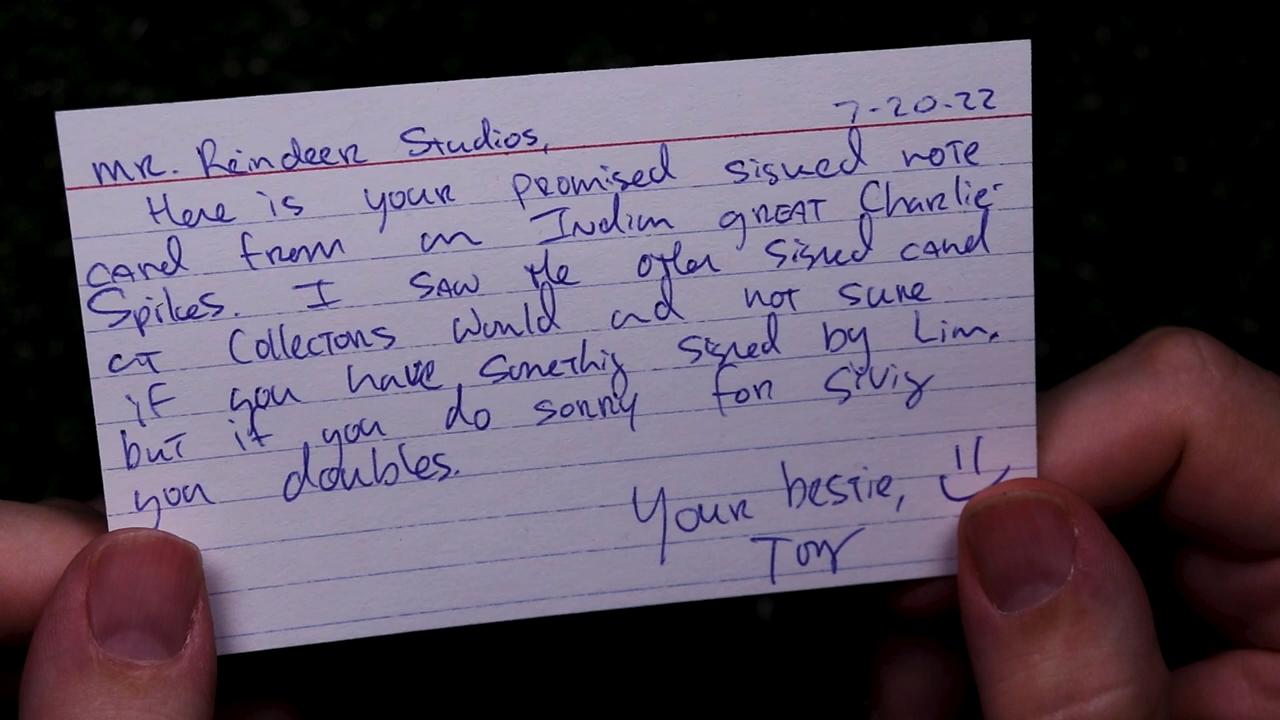 7-20-22
Mr. Reindeer Studios,
Here is your promised signed note
card from an Indian great Charlie
Spikes. I saw the other signed card
at Collectors World and not sure
if you have something signed by Lim.
but if you do sorry for giving
you doubles.
Your bestie,
Tony